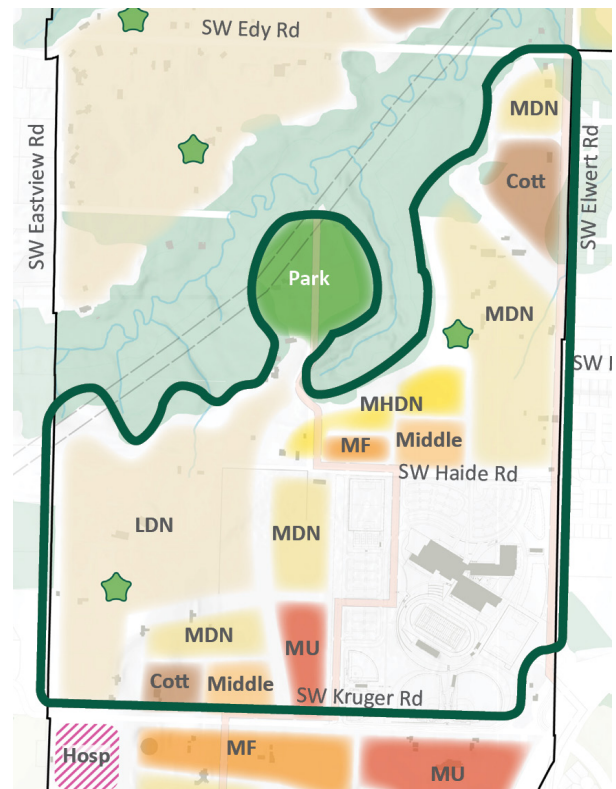 SW Edy Rd
SW Eastview Rd
MDN
Cott
SW Elwert Rd
Park
MDN
SW
MHDN
MF
Middle
SW Haide Rd
LDN
MDN
MDN
MU
Cott
Middle
SW Kruger Rd
Hosp
MF
MU